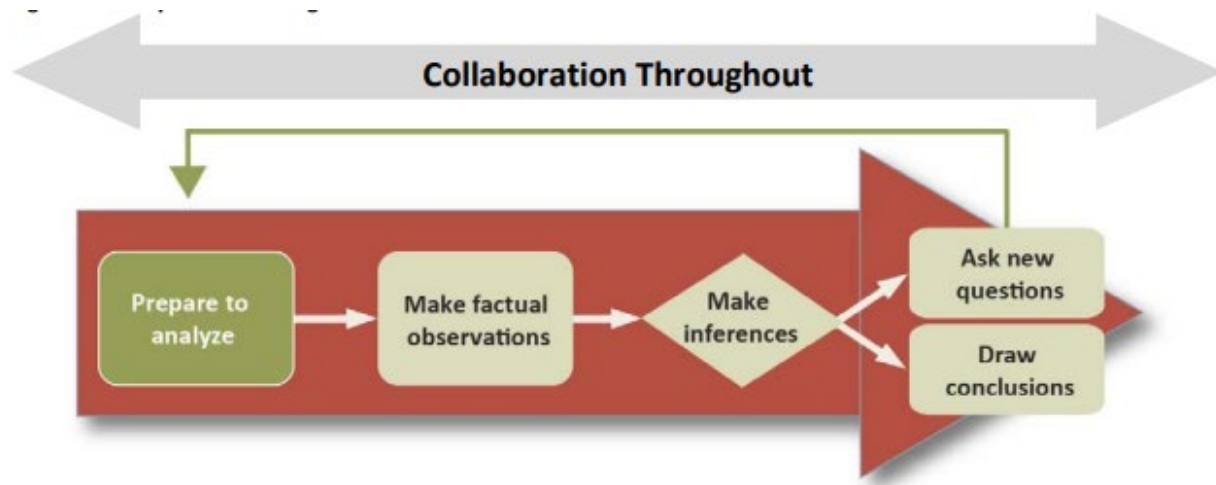 Collaboration Throughout
Prepare to
analyze
Make factual
observations
Make
inferences
Ask new
questions
Draw
conclusions